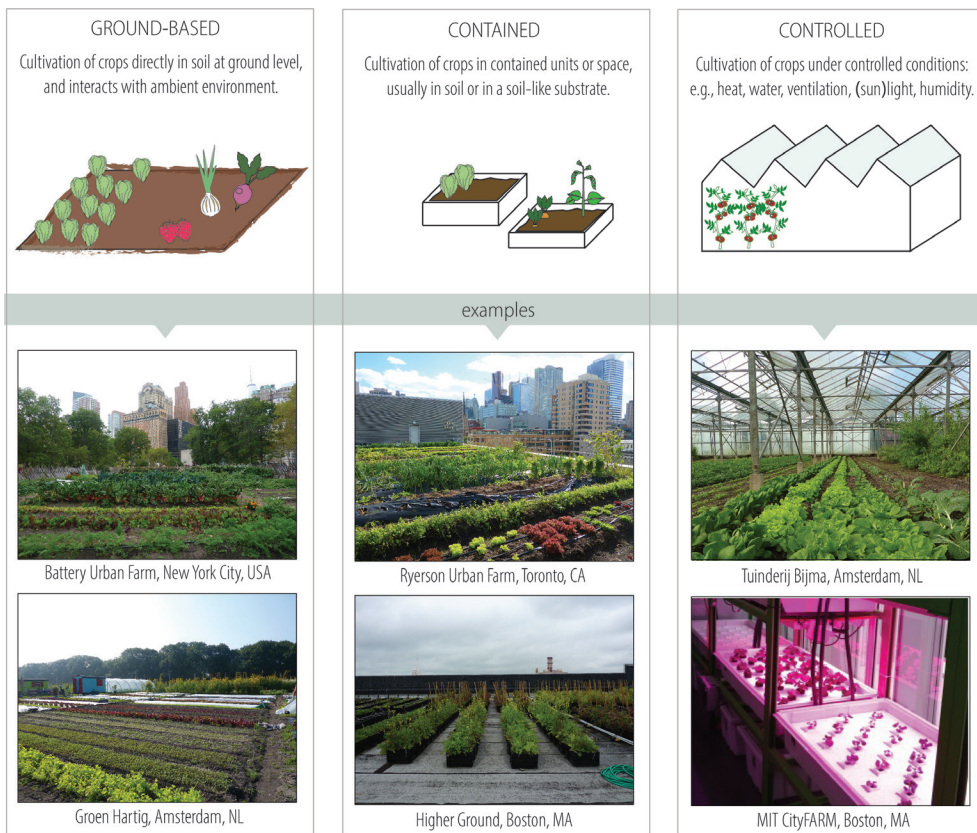 GROUND-BASED
Cultivation of crops directly in soil at ground level,
and interacts with ambient environment.
CONTAINED
Cultivation of crops in contained units or space,
usually in soil or in a soil-like substrate.
CONTROLLED
Cultivation of crops under controlled conditions:
e.g., heat, water, ventilation, (sun)light, humidity.
examples
Battery Urban Farm, New York City, USA
Ryerson Urban Farm, Toronto, CA
Tuinderij Bijma, Amsterdam, NL
Groen Hartig, Amsterdam, NL
Higher Ground, Boston, MA
MIT CityFARM, Boston, MA